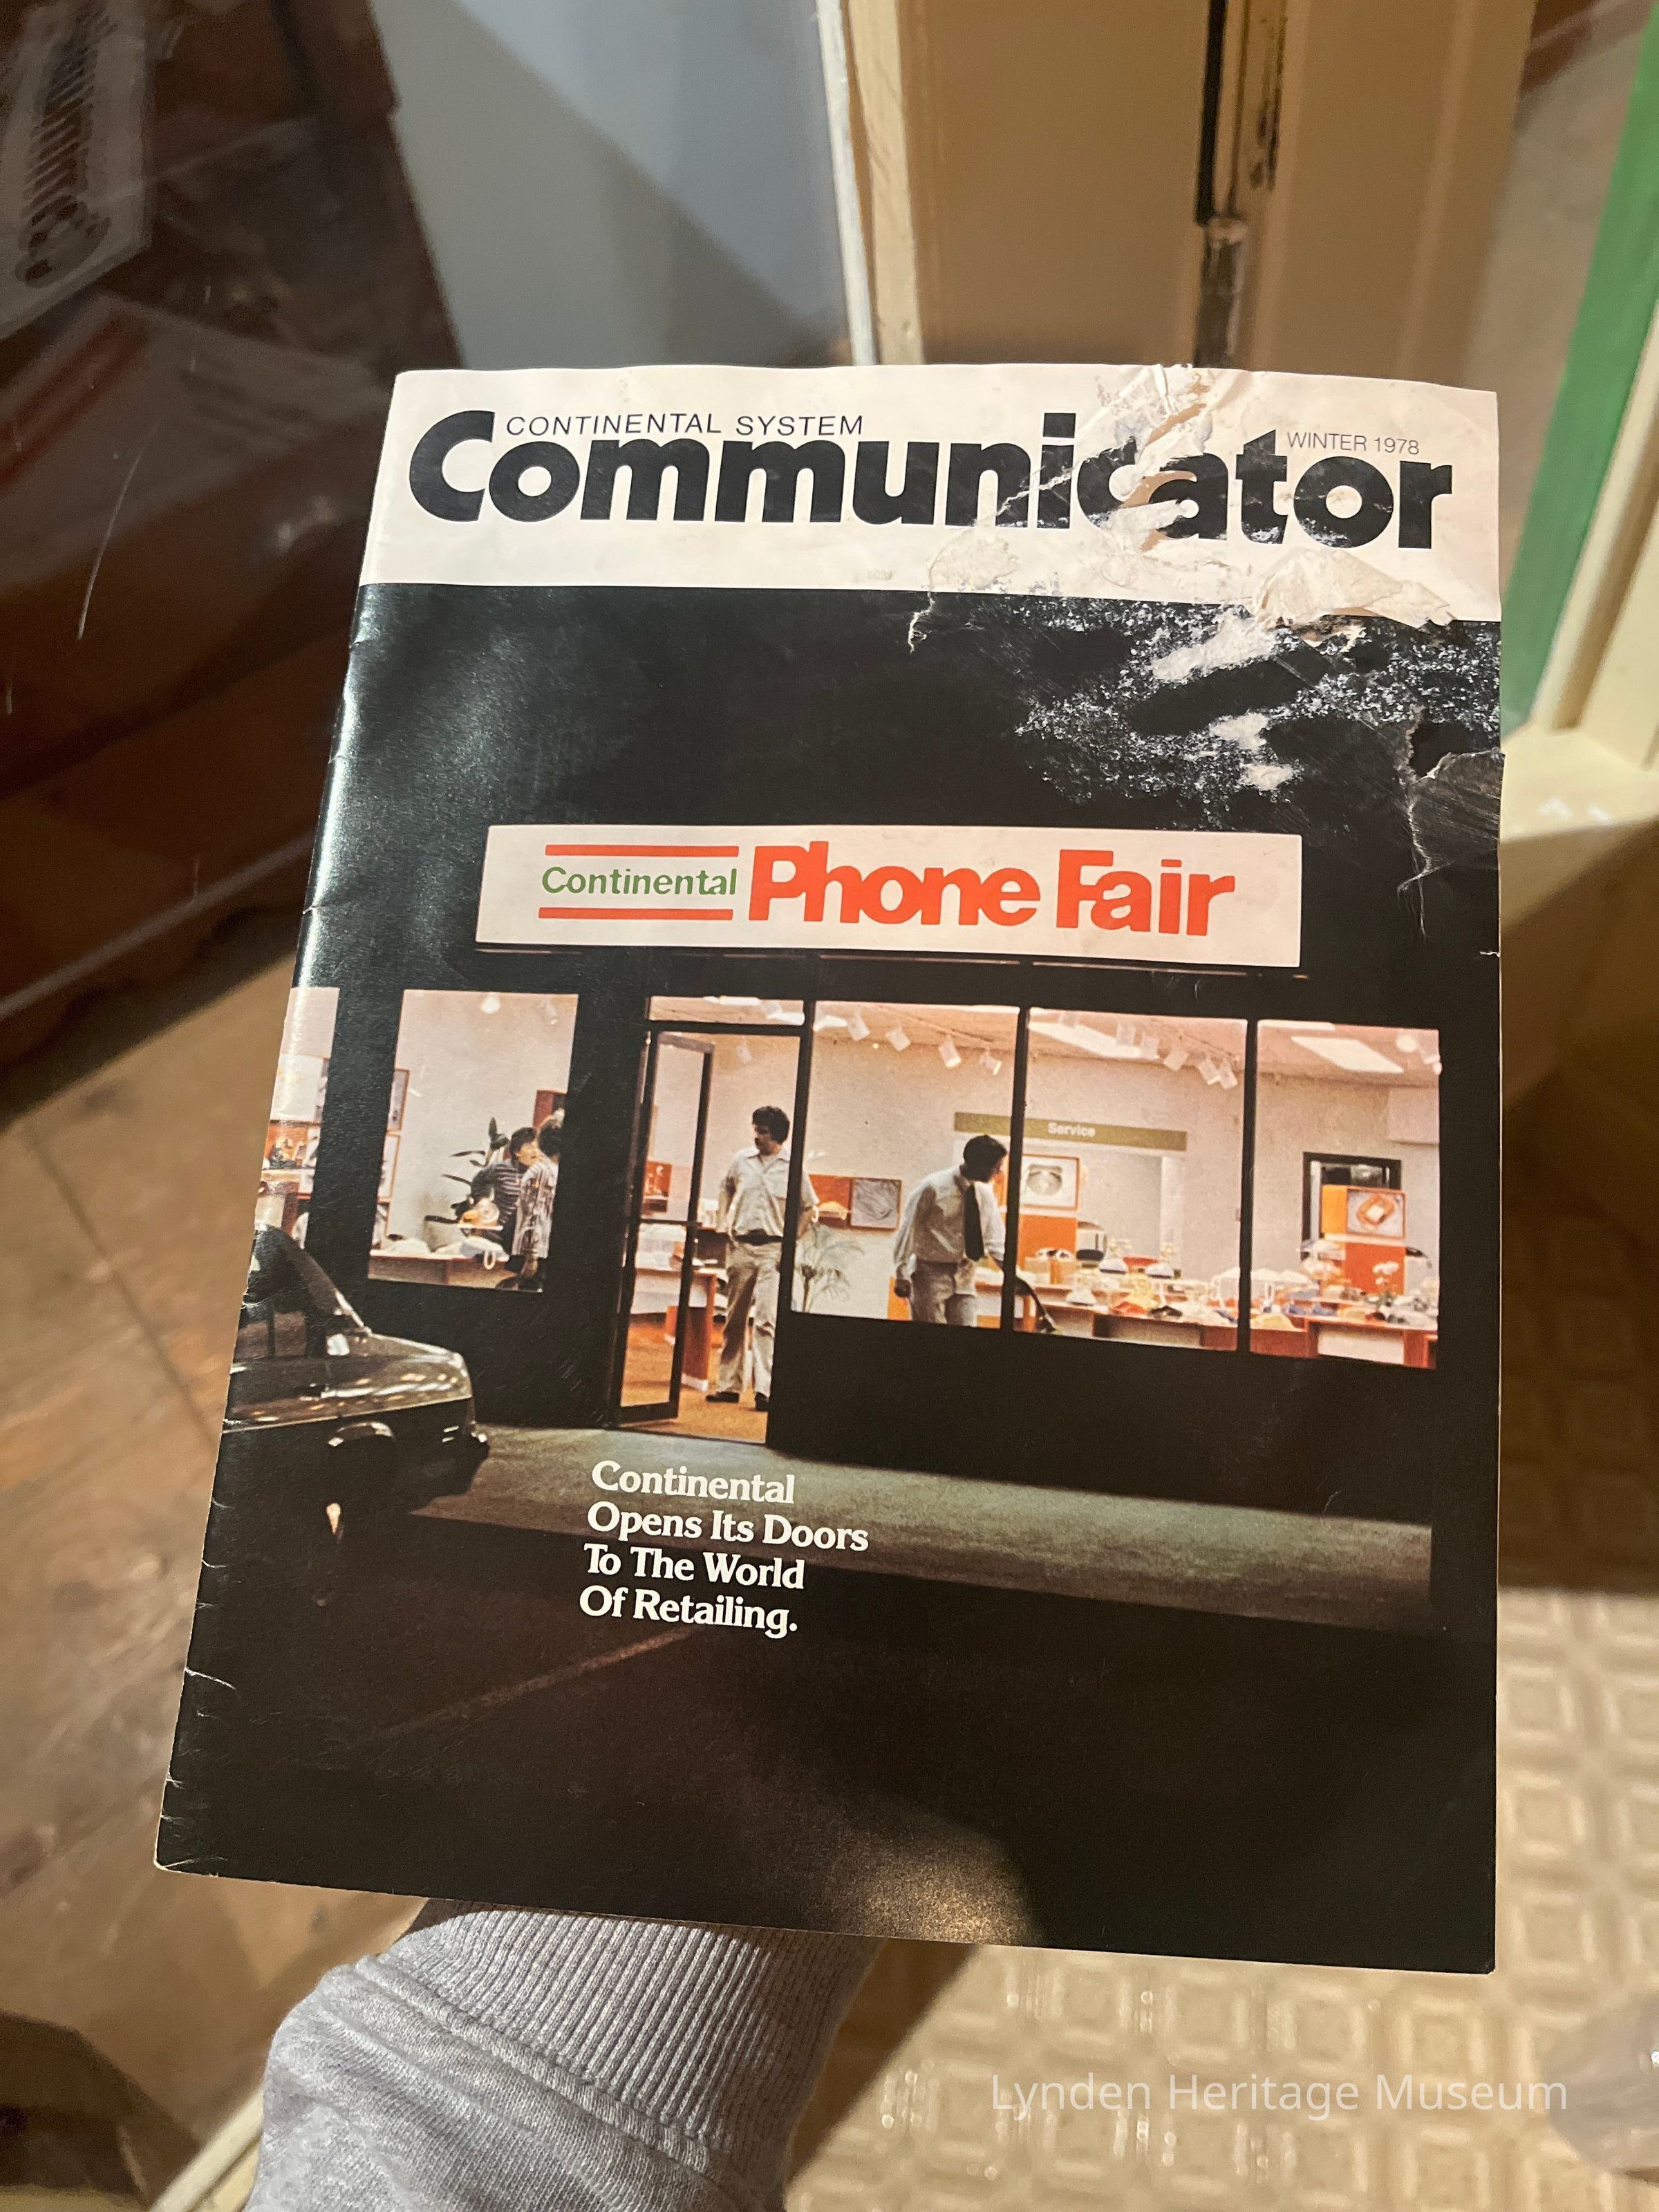 CONTINENTAL SYSTEM
Communicator
WINTER 1978
Continental Phone Fair
Service
Continental
Opens Its Doors
To The World
Of Retailing.
Lynden Heritage Museum